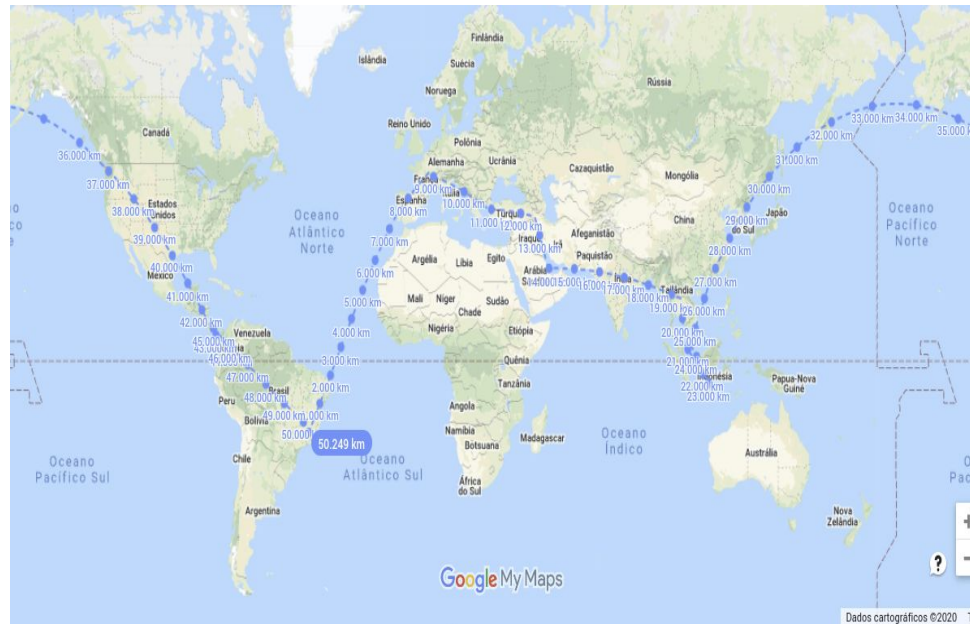 Islândia
Finlândia
Suécia
Noruega
Rússia
Canadá
Reino Unido
Polônia
Alemanha
Ucrânia
França
Cazaquistão
Mongólia
32.000 km
33.000 km
34.000 km
35.000
36.000 km
37.000 km
38.000 km
39.000 km
40.000 km
41.000 km
42.000 km
31.000 km
30.000 km
29.000 km
28.000 km
27.000 km
26.000 km
25.000 km
Estados
Unidos
México
Oceano
Atlântico
Norte
Espanha
Itália
9.000 km
8.000 km
10.000 km
11.000
12.000 km
13.000 km
7.000 km
6.000 km
5.000 km
4.000 km
3.000 km
2.000 km
Iraque
Irã
Afeganistão
Paquistão
China
Japão
do Sul
Oceano
Pacífico
Norte
Argélia
Líbia
Egito
Mali
Níger
Sudão
Chade
Nigéria
Etiópia
Quênia
Tanzânia
Angola
Namíbia
Botsuana
Madagascar
África
do Sul
Tailândia
17.000 km
18.000 km
19.000 km
20.000 km
24.000 km
22.000 km
23.000 km
Papua-Nova
Guiné
Venezuela
45.000 km
46.000 km
47.000 km
48.000 km
49.000 km
Brasil
Peru
Bolívia
50.249 km
Chile
Argentina
Oceano
Pacífico Sul
Oceano
Atlântico Sul
Oceano
Índico
Austrália
Nova
Zelândia
Google My Maps
?
+
−
Dados cartográficos ©2020